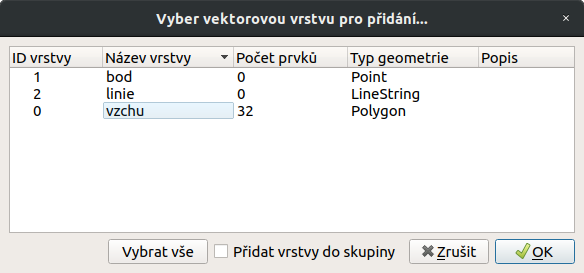 Vyber vektorovou vrstvu pro přidání...
×
ID vrstvy Název vrstvy Počet prvků Typ geometrie Popis
1 bod 0 Point
2 linie 0 LineString
0 vzchu 32 Polygon
Vybrat vše Přidat vrstvy do skupiny Zrušit OK